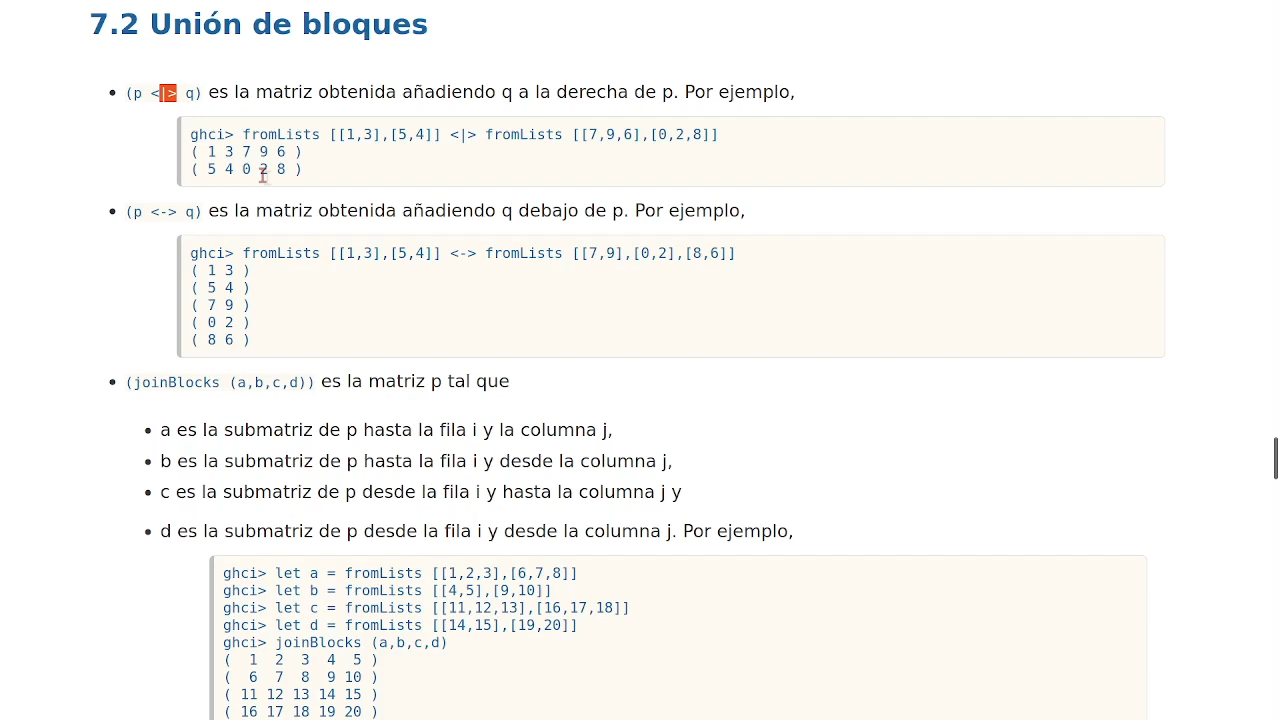 7.2 Unión de bloques
• (p <|> q) es la matriz obtenida añadiendo q a la derecha de p. Por ejemplo,
ghci> fromLists [[1,3],[5,4]] <|> fromLists [[7,9,6],[0,2,8]]
( 1 3 7 9 6 )
( 5 4 0 2 8 )
• (p <-> q) es la matriz obtenida añadiendo q debajo de p. Por ejemplo,
ghci> fromLists [[1,3],[5,4]] <-> fromLists [[7,9],[0,2],[8,6]]
( 1 3 )
( 5 4 )
( 7 9 )
( 0 2 )
( 8 6 )
• (joinBlocks (a,b,c,d)) es la matriz p tal que
• a es la submatriz de p hasta la fila i y la columna j,
• b es la submatriz de p hasta la fila i y desde la columna j,
• c es la submatriz de p desde la fila i y hasta la columna j y
• d es la submatriz de p desde la fila i y desde la columna j. Por ejemplo,
ghci> let a = fromLists [[1,2,3],[6,7,8]]
ghci> let b = fromLists [[4,5],[9,10]]
ghci> let c = fromLists [[11,12,13],[16,17,18]]
ghci> let d = fromLists [[14,15],[19,20]]
ghci> joinBlocks (a,b,c,d)
(  1  2  3  4  5 )
(  6  7  8  9 10 )
( 11 12 13 14 15 )
( 16 17 18 19 20 )